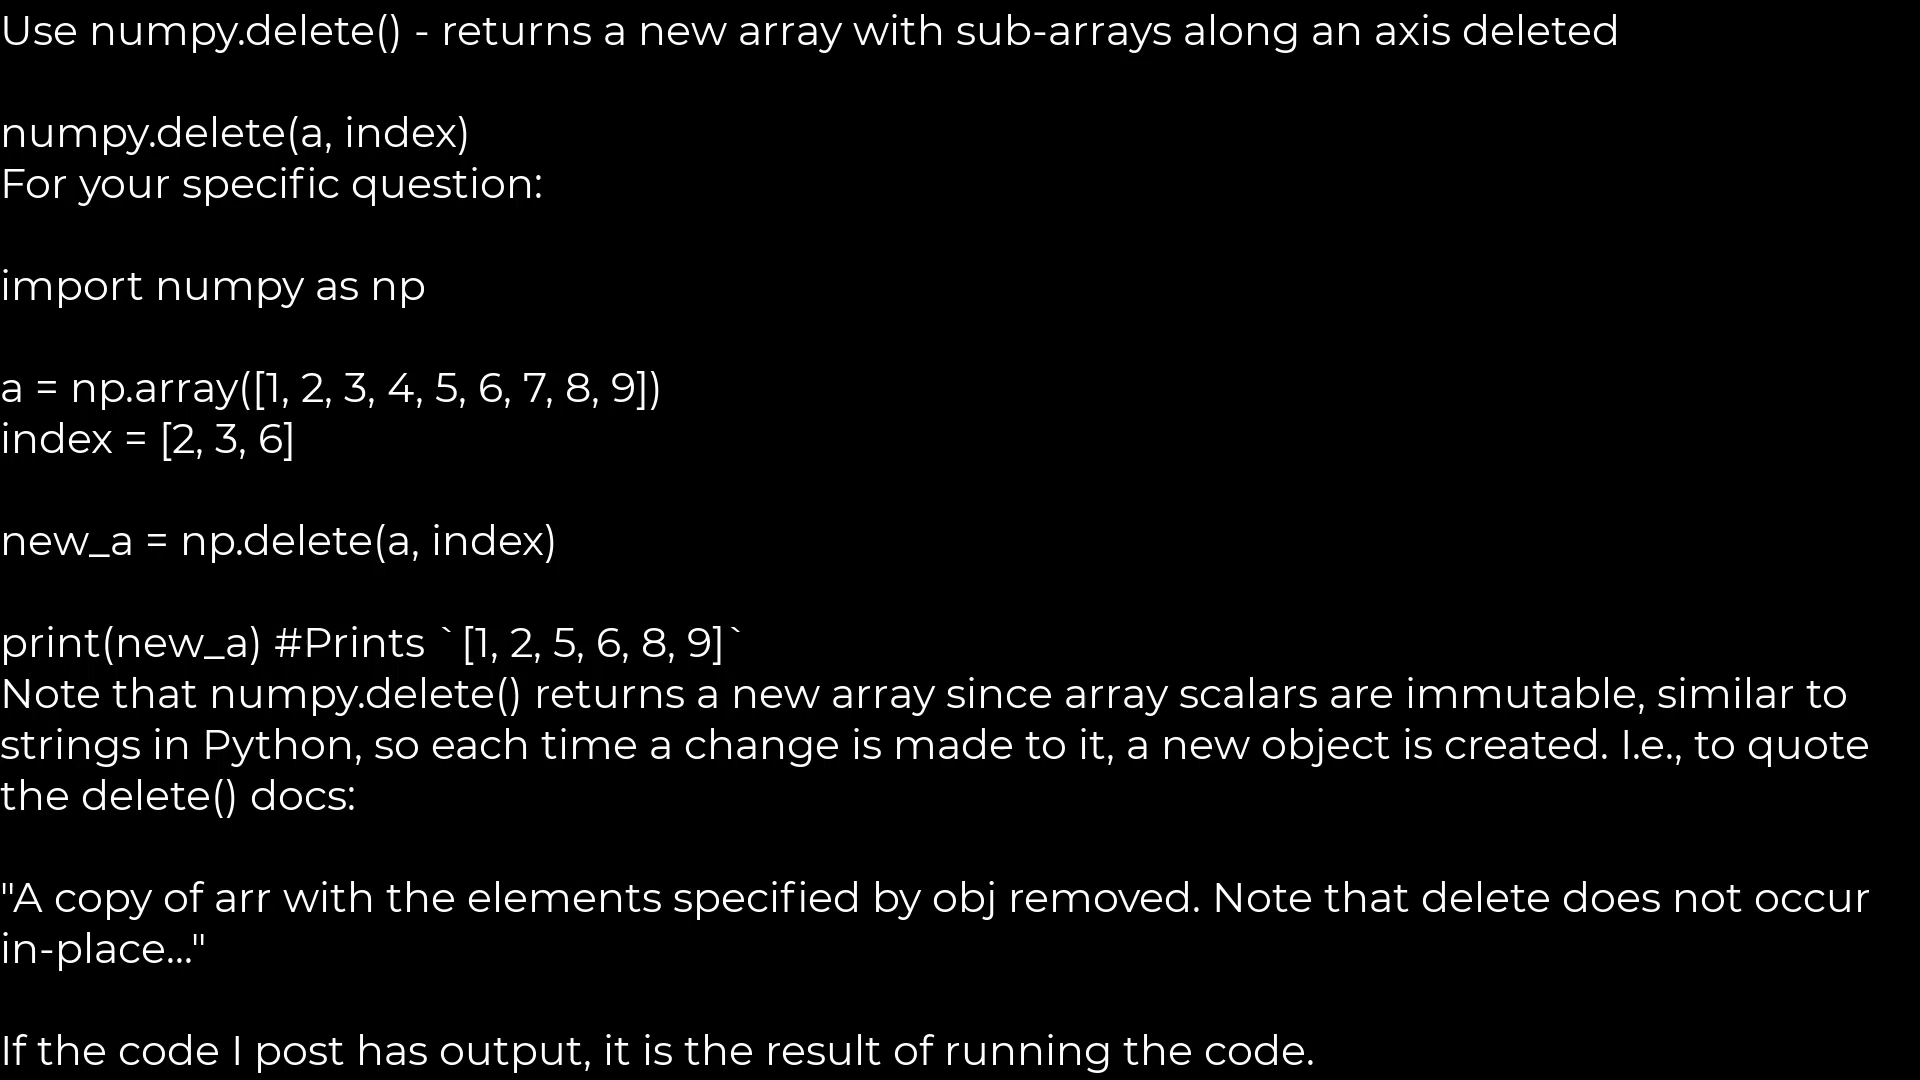 Use numpy.delete() - returns a new array with sub-arrays along an axis deleted
numpy.delete(a, index)
For your specific question:
import numpy as np
a = np.array([1, 2, 3, 4, 5, 6, 7, 8, 9])
index = [2, 3, 6]
new_a = np.delete(a, index)
print(new_a) #Prints `[1, 2, 5, 6, 8, 9]`
Note that numpy.delete() returns a new array since array scalars are immutable, similar to
strings in Python, so each time a change is made to it, a new object is created. I.e., to quote
the delete() docs:
"A copy of arr with the elements specified by obj removed. Note that delete does not occur
in-place..."
If the code I post has output, it is the result of running the code.